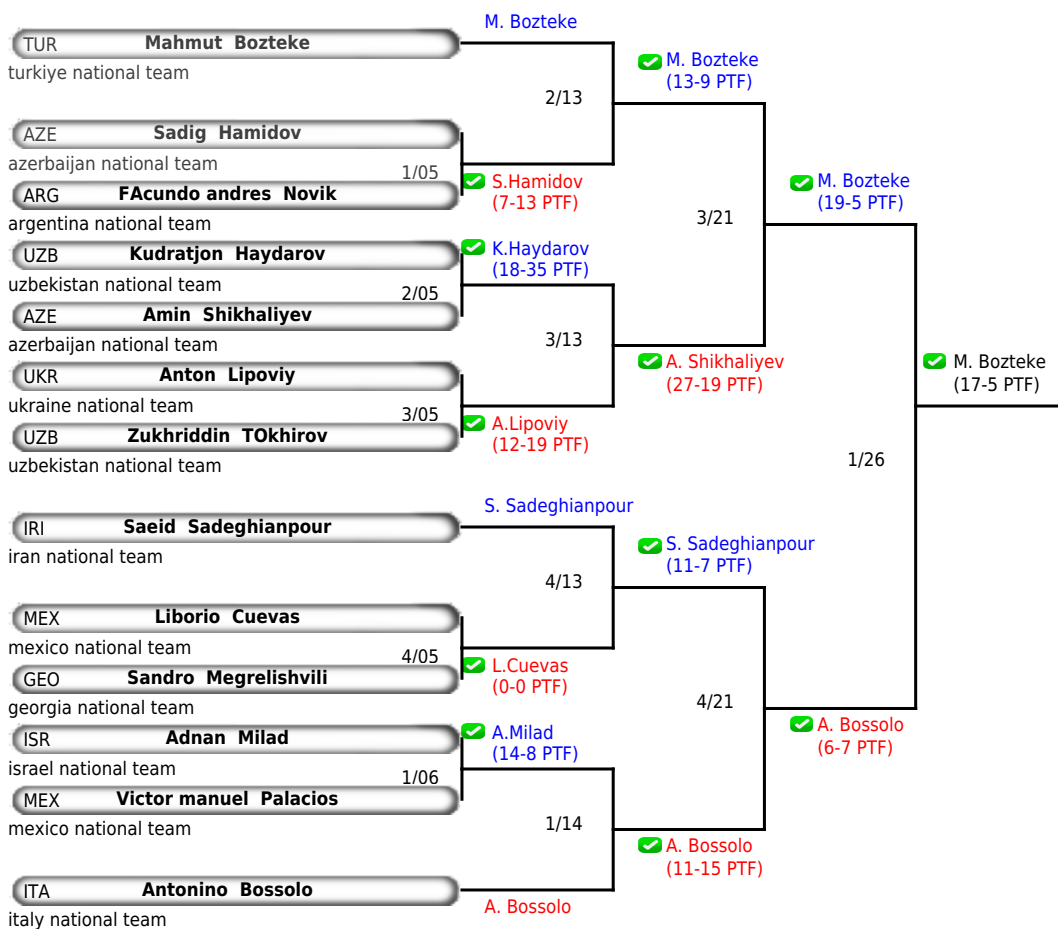 M. Bozteke
TUR Mahmut Bozteke
turkiye national team
M. Bozteke
(13-9 PTF)
2/13
AZE Sadig Hamidov
azerbaijan national team
1/05
S.Hamidov
(7-13 PTF)
ARG FAcundo andres Novik
argentina national team
M. Bozteke
(19-5 PTF)
3/21
UZB Kudratjon Haydarov
uzbekistan national team
K.Haydarov
(18-35 PTF)
2/05
AZE Amin Shikhaliyev
azerbaijan national team
3/13
A. Shikhaliyev
(27-19 PTF)
M. Bozteke
(17-5 PTF)
UKR Anton Lipoviy
ukraine national team
3/05
A.Lipoviy
(12-19 PTF)
UZB Zukhriddin TOkhirov
uzbekistan national team
1/26
S. Sadeghianpour
IRI Saeid Sadeghianpour
iran national team
S. Sadeghianpour
(11-7 PTF)
4/13
MEX Liborio Cuevas
mexico national team
4/05
L.Cuevas
(0-0 PTF)
GEO Sandro Megrelishvili
georgia national team
4/21
A. Bossolo
(6-7 PTF)
ISR Adnan Milad
israel national team
A.Milad
(14-8 PTF)
1/06
MEX Victor manuel Palacios
mexico national team
1/14
A. Bossolo
(11-15 PTF)
ITA Antonino Bossolo
italy national team
A. Bossolo